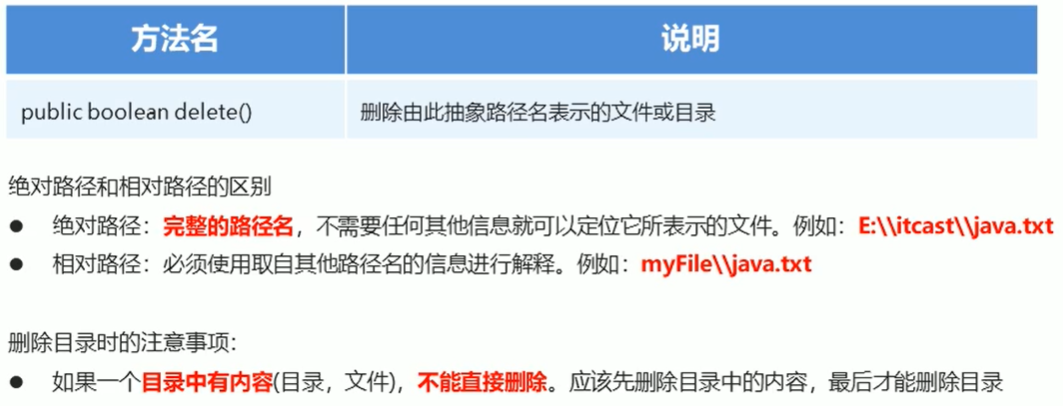 方法名 说明
public boolean delete() 删除由此抽象路径名表示的文件或目录
绝对路径和相对路径的区别
● 绝对路径：完整的路径名，不需要任何其他信息就可以定位它所表示的文件。例如：E:\\itcast\\java.txt
● 相对路径：必须使用取自其他路径名的信息进行解释。例如：myFile\\java.txt
删除目录时的注意事项：
● 如果一个目录中有内容(目录，文件)，不能直接删除。应该先删除目录中的内容，最后才能删除目录